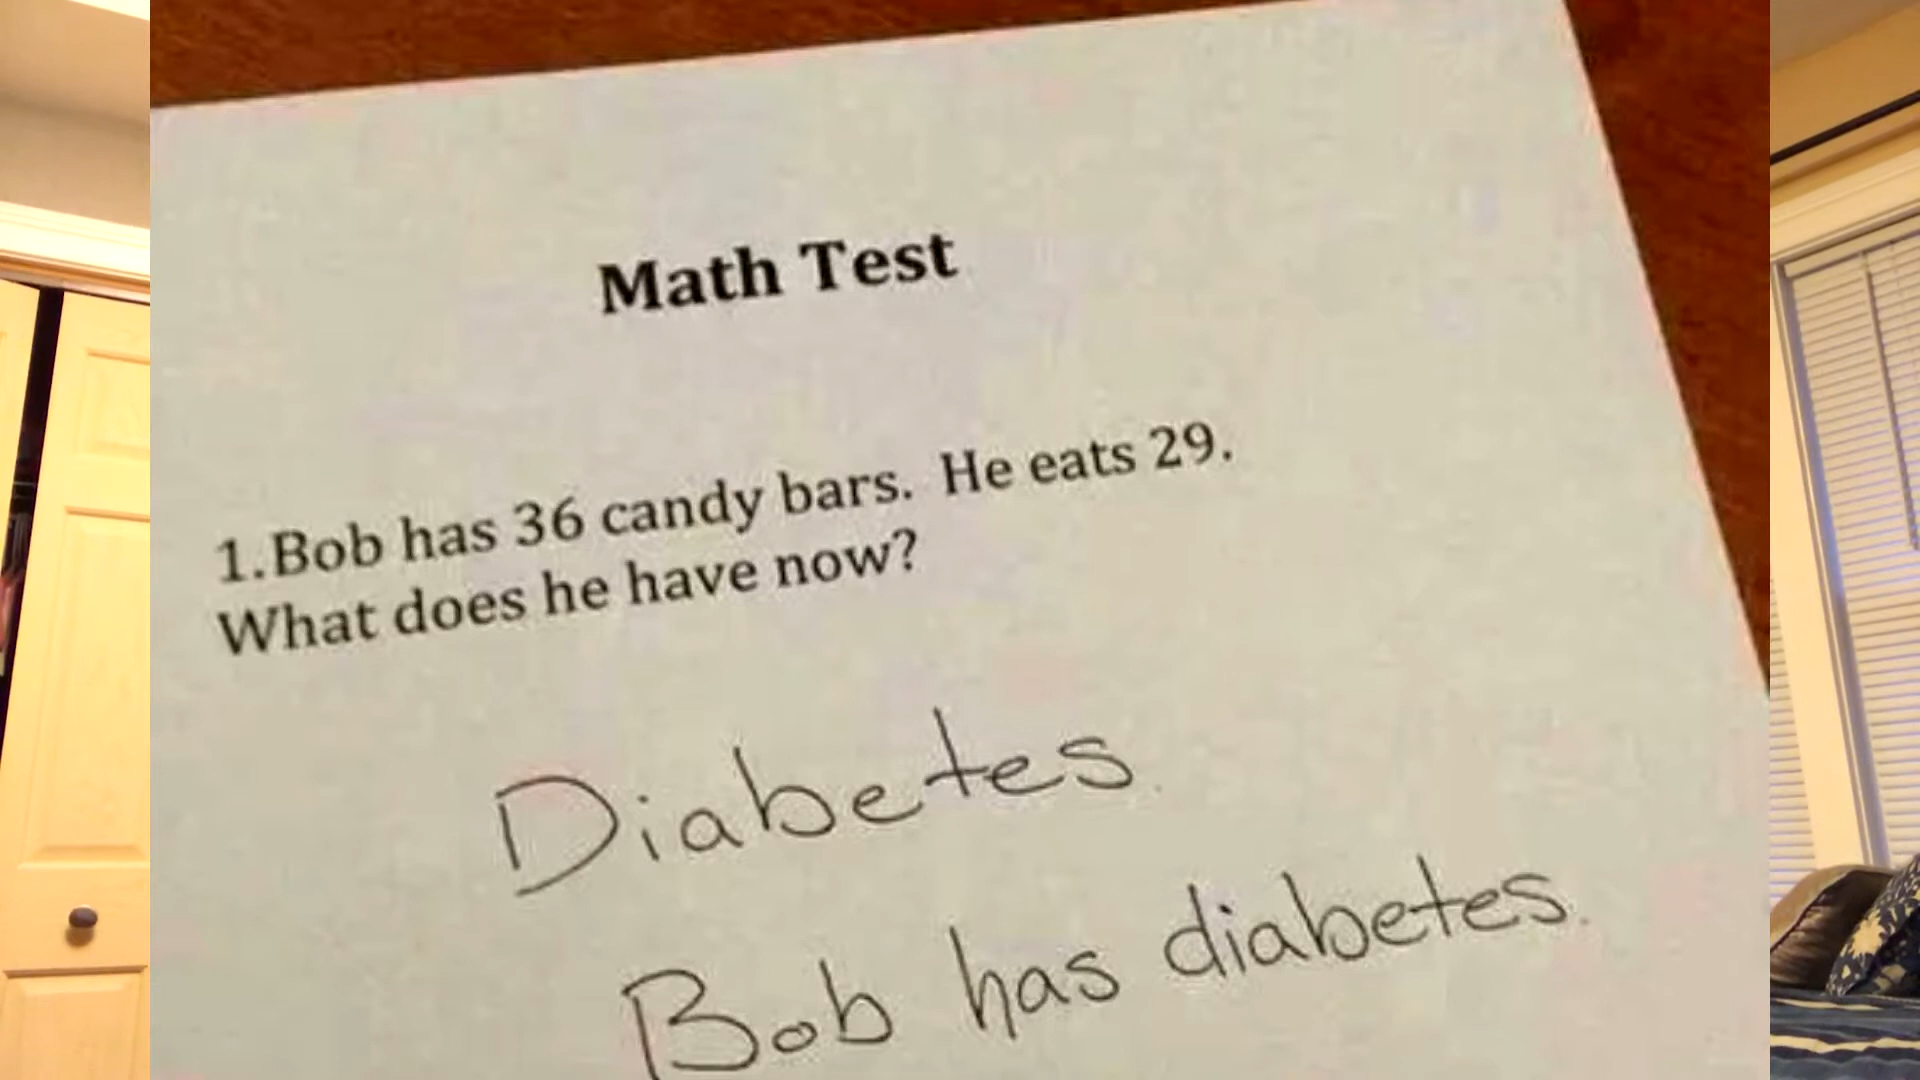 Math Test
1.Bob has 36 candy bars. He eats 29.
What does he have now?
Diabetes.
Bob has diabetes.